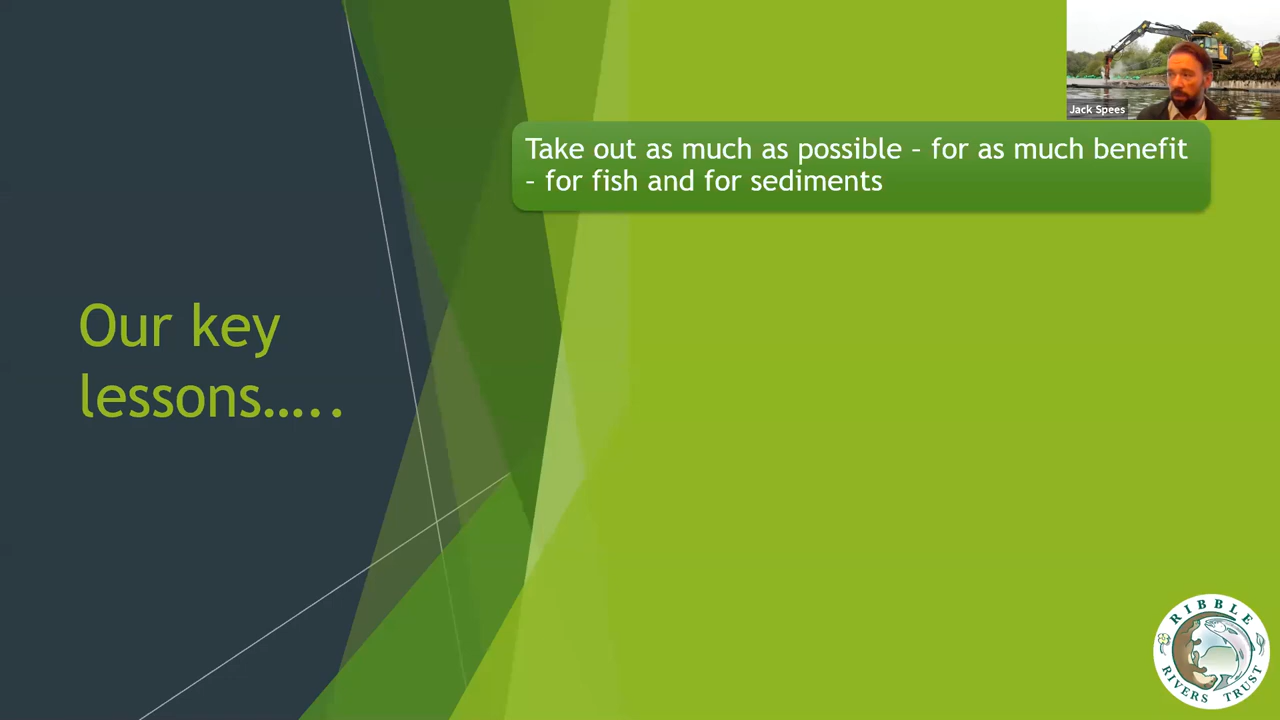 Jack Spees
Take out as much as possible – for as much benefit
– for fish and for sediments
Our key
lessons…..
RIBBLE
RIVERS TRUST